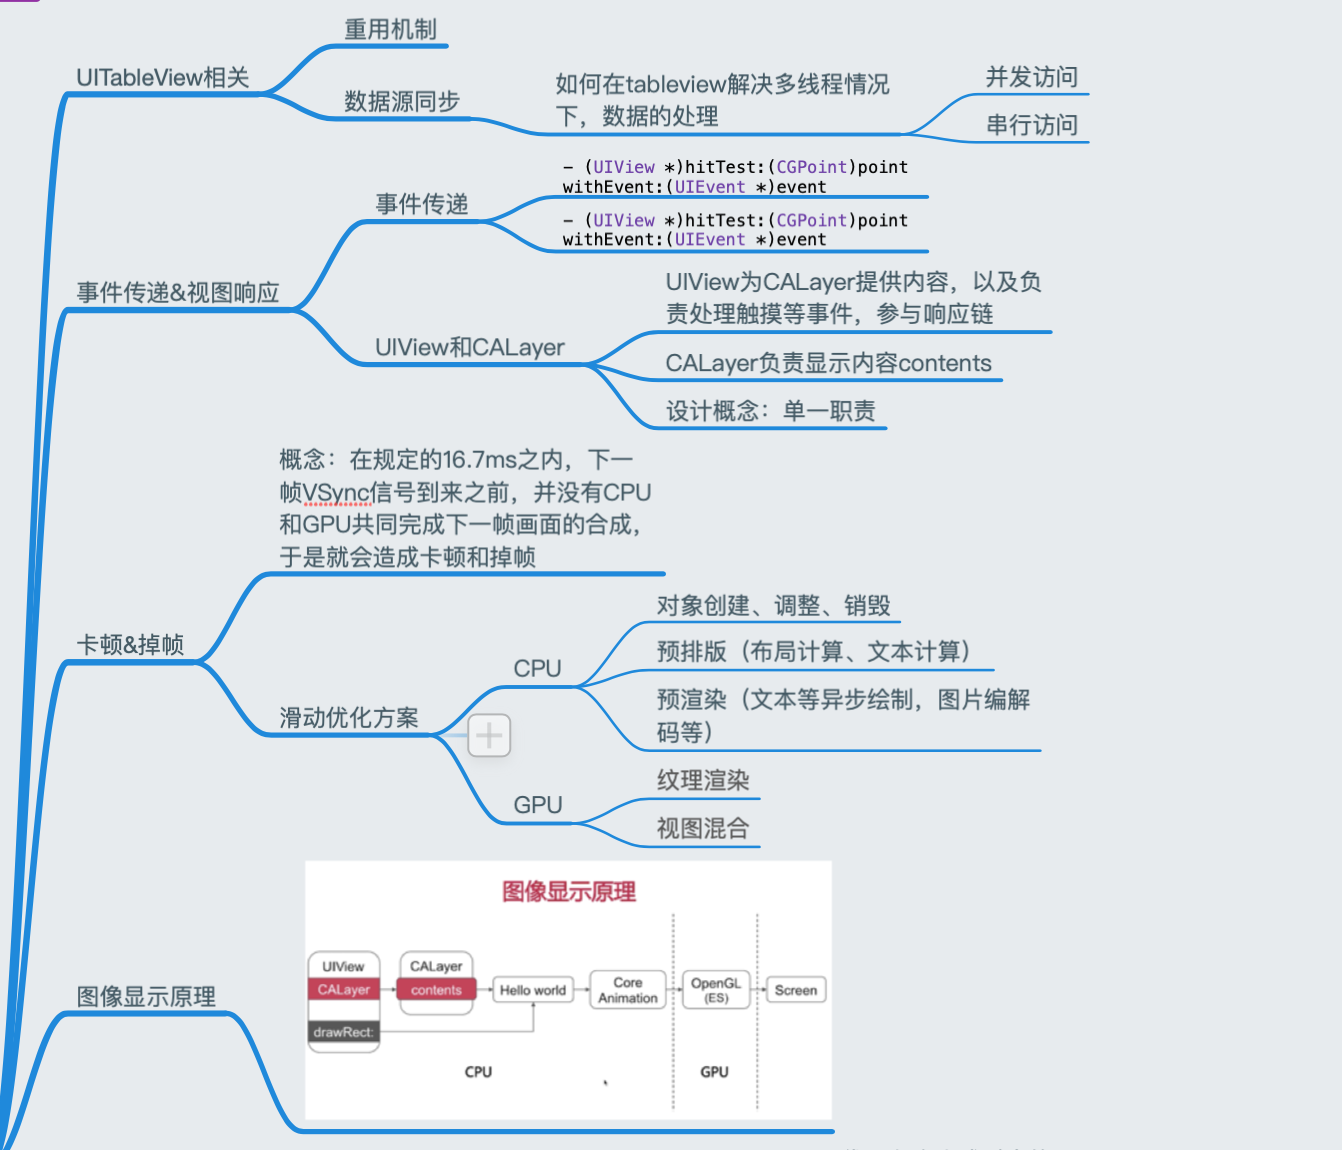 重用机制
UITableView相关
数据源同步
如何在tableview解决多线程情况
下，数据的处理
并发访问
串行访问
事件传递&视图响应
事件传递
- (UIView *)hitTest:(CGPoint)point
withEvent:(UIEvent *)event
- (UIView *)hitTest:(CGPoint)point
withEvent:(UIEvent *)event
UIView和CALayer
UIView为CALayer提供内容，以及负
责处理触摸等事件，参与响应链
CALayer负责显示内容contents
设计概念：单一职责
卡顿&掉帧
概念：在规定的16.7ms之内，下一
帧VSync信号到来之前，并没有CPU
和GPU共同完成下一帧画面的合成，
于是就会造成卡顿和掉帧
滑动优化方案
CPU
对象创建、调整、销毁
预排版（布局计算、文本计算）
预渲染（文本等异步绘制，图片编解
码等）
GPU
纹理渲染
视图混合
图像显示原理
图像显示原理
UIView
CALayer
drawRect:
CALayer
contents
Hello world
Core
Animation
OpenGL
(ES)
Screen
CPU
GPU